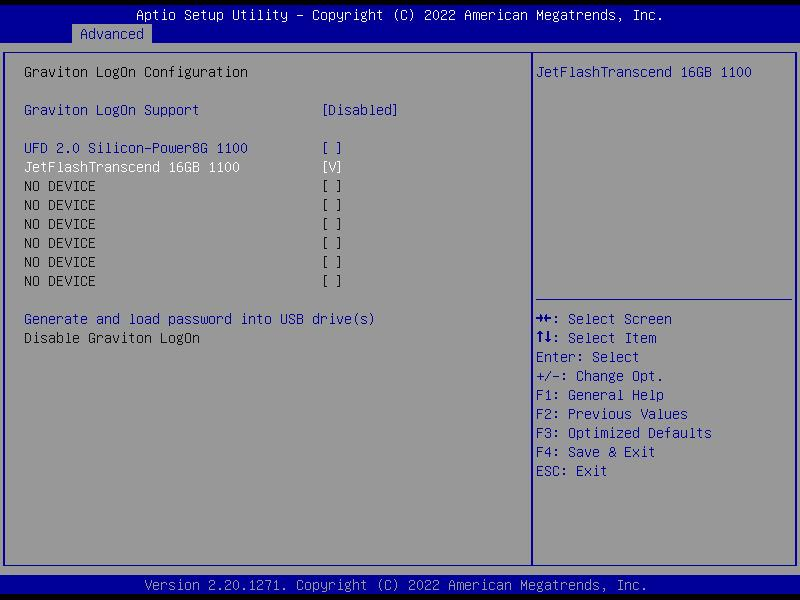 Aptio Setup Utility – Copyright (C) 2022 American Megatrends, Inc.
Advanced
Graviton LogOn Configuration
Graviton LogOn Support [Disabled]
UFD 2.0 Silicon-Power8G 1100 [ ]
JetFlashTranscend 16GB 1100 [V]
NO DEVICE [ ]
NO DEVICE [ ]
NO DEVICE [ ]
NO DEVICE [ ]
NO DEVICE [ ]
NO DEVICE [ ]
Generate and load password into USB drive(s)
Disable Graviton LogOn
JetFlashTranscend 16GB 1100
→←: Select Screen
↑↓: Select Item
Enter: Select
+/-: Change Opt.
F1: General Help
F2: Previous Values
F3: Optimized Defaults
F4: Save & Exit
ESC: Exit
Version 2.20.1271. Copyright (C) 2022 American Megatrends, Inc.